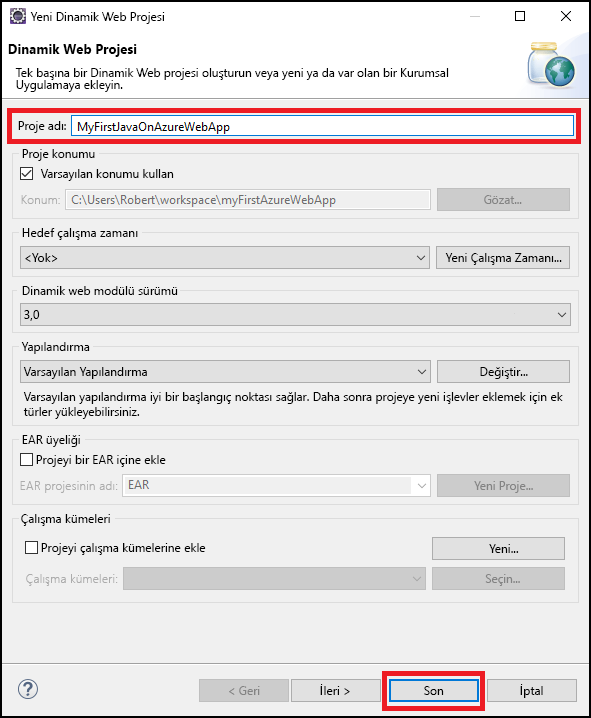 Yeni Dinamik Web Projesi
Dinamik Web Projesi
Tek başına bir Dinamik Web projesi oluşturun veya yeni ya da var olan bir Kurumsal
Uygulamaya ekleyin.
Proje adı: MyFirstJavaOnAzureWebApp
Proje konumu
Varsayılan konumu kullan
Konum: C:\Users\Robert\workspace\myFirstAzureWebApp Gözat...
Hedef çalışma zamanı
<Yok> Yeni Çalışma Zamanı...
Dinamik web modülü sürümü
3,0
Yapılandırma
Varsayılan Yapılandırma Değiştir...
Varsayılan yapılandırma iyi bir başlangıç noktası sağlar. Daha sonra projeye yeni işlevler eklemek için ek
türler yükleyebilirsiniz.
EAR üyeliği
Projeyi bir EAR içine ekle
EAR projesinin adı: EAR Yeni Proje...
Çalışma kümeleri
Projeyi çalışma kümelerine ekle Yeni...
Çalışma kümeleri: Seçin...
? < Geri İleri > Son İptal